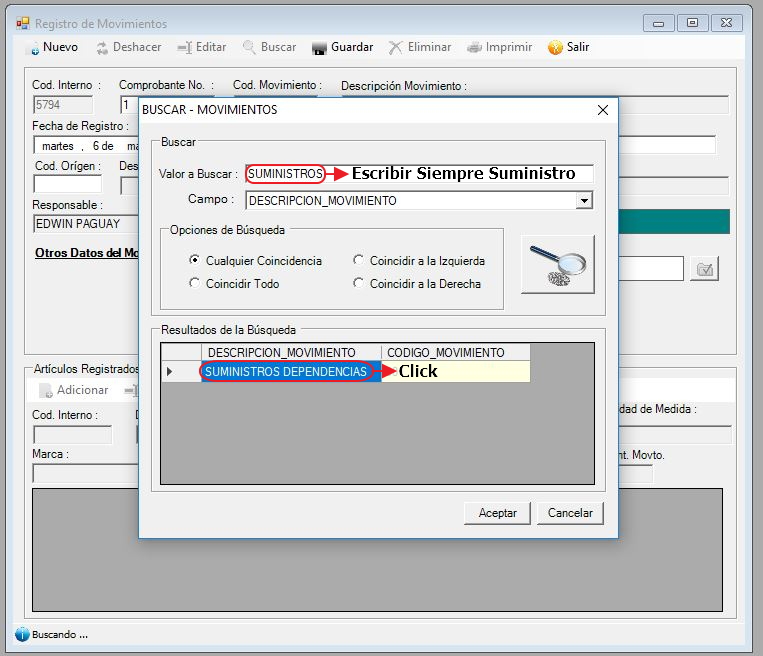 Registro de Movimientos
Nuevo Deshacer Editar Buscar Guardar Eliminar Imprimir Salir
Cod. Interno : Comprobante No. : Cod. Movimiento : Descripción Movimiento :
5794 1
Fecha de Registro :
martes , 6 de
Cod. Orígen :
Responsable :
EDWIN PAGUAY
Otros Datos del
BUSCAR - MOVIMIENTOS
Buscar
Valor a Buscar : SUMINISTROS Escribir Siempre Suministro
Campo : DESCRIPCION_MOVIMIENTO
Opciones de Búsqueda
Cualquier Coincidencia Coincidir a la Izquierda
Coincidir Todo Coincidir a la Derecha
Resultados de la Búsqueda
DESCRIPCION_MOVIMIENTO CODIGO_MOVIMIENTO
SUMINISTROS DEPENDENCIAS Click
Aceptar Cancelar
Artículos Registrados
Adicionar
Cod. Interno : dad de Medida :
Marca : nt. Movto.
Buscando ...